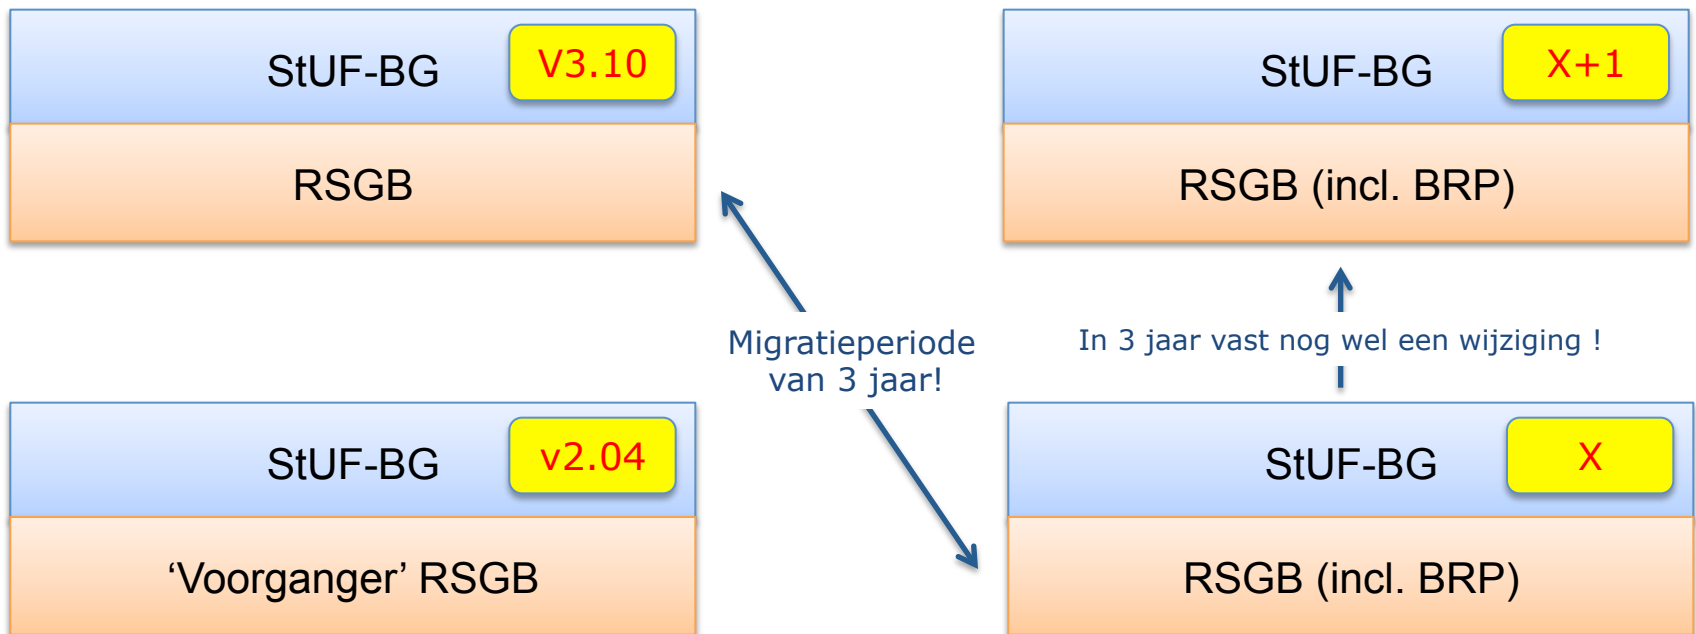 StUF-BG
V3.10
RSGB
StUF-BG
X+1
RSGB (incl. BRP)
Migratieperiode
van 3 jaar!
In 3 jaar vast nog wel een wijziging !
StUF-BG
v2.04
‘Voorganger’ RSGB
StUF-BG
X
RSGB (incl. BRP)